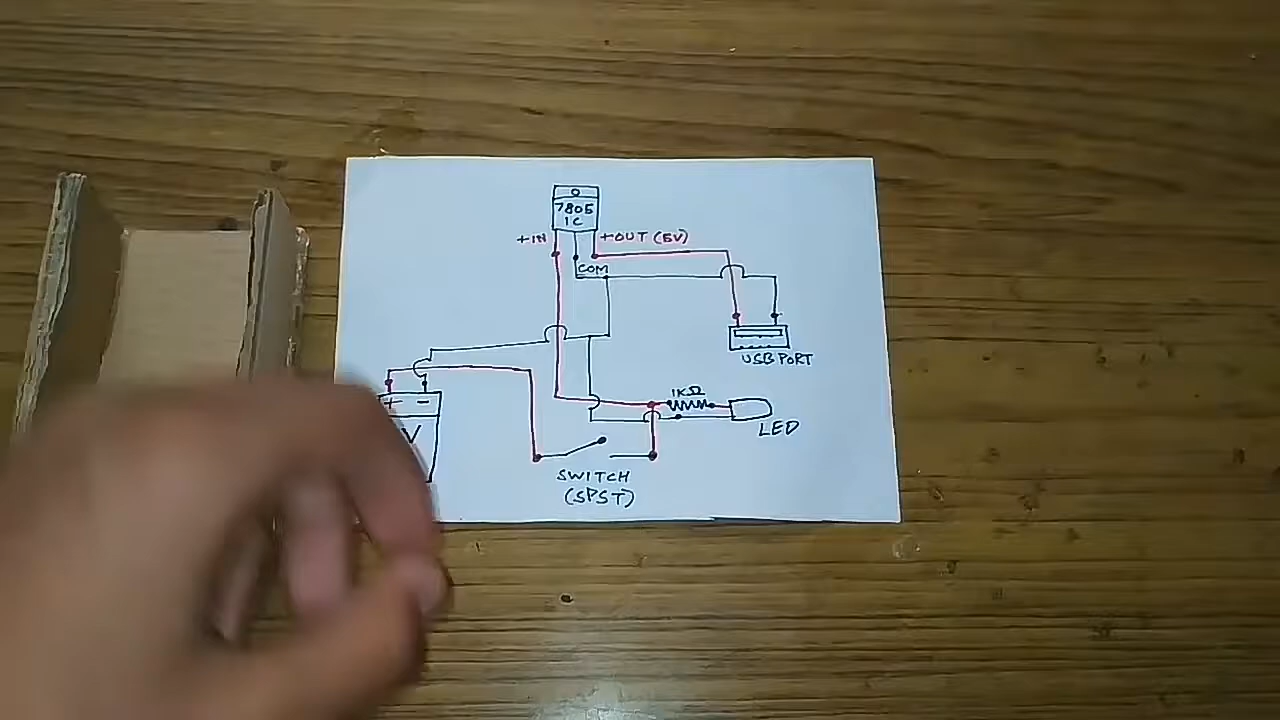 7805
IC
+IN
+OUT (5V)
COM
USB PORT
+ -
V
1KΩ
LED
SWITCH
(SPST)